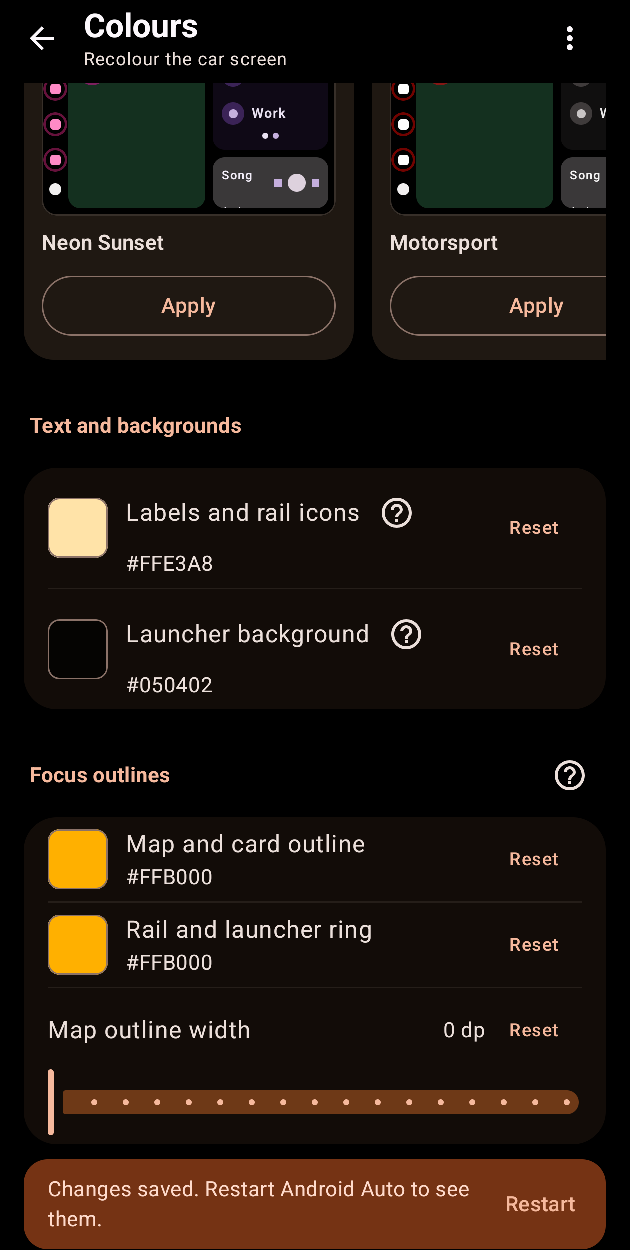 Colours
Recolour the car screen
Work
Song
Neon Sunset
Apply
W
Song
Motorsport
Apply
Text and backgrounds
Labels and rail icons
#FFE3A8
Reset
Launcher background
#050402
Reset
Focus outlines
Map and card outline
#FFB000
Reset
Rail and launcher ring
#FFB000
Reset
Map outline width
0 dp
Reset
Changes saved. Restart Android Auto to see
them.
Restart